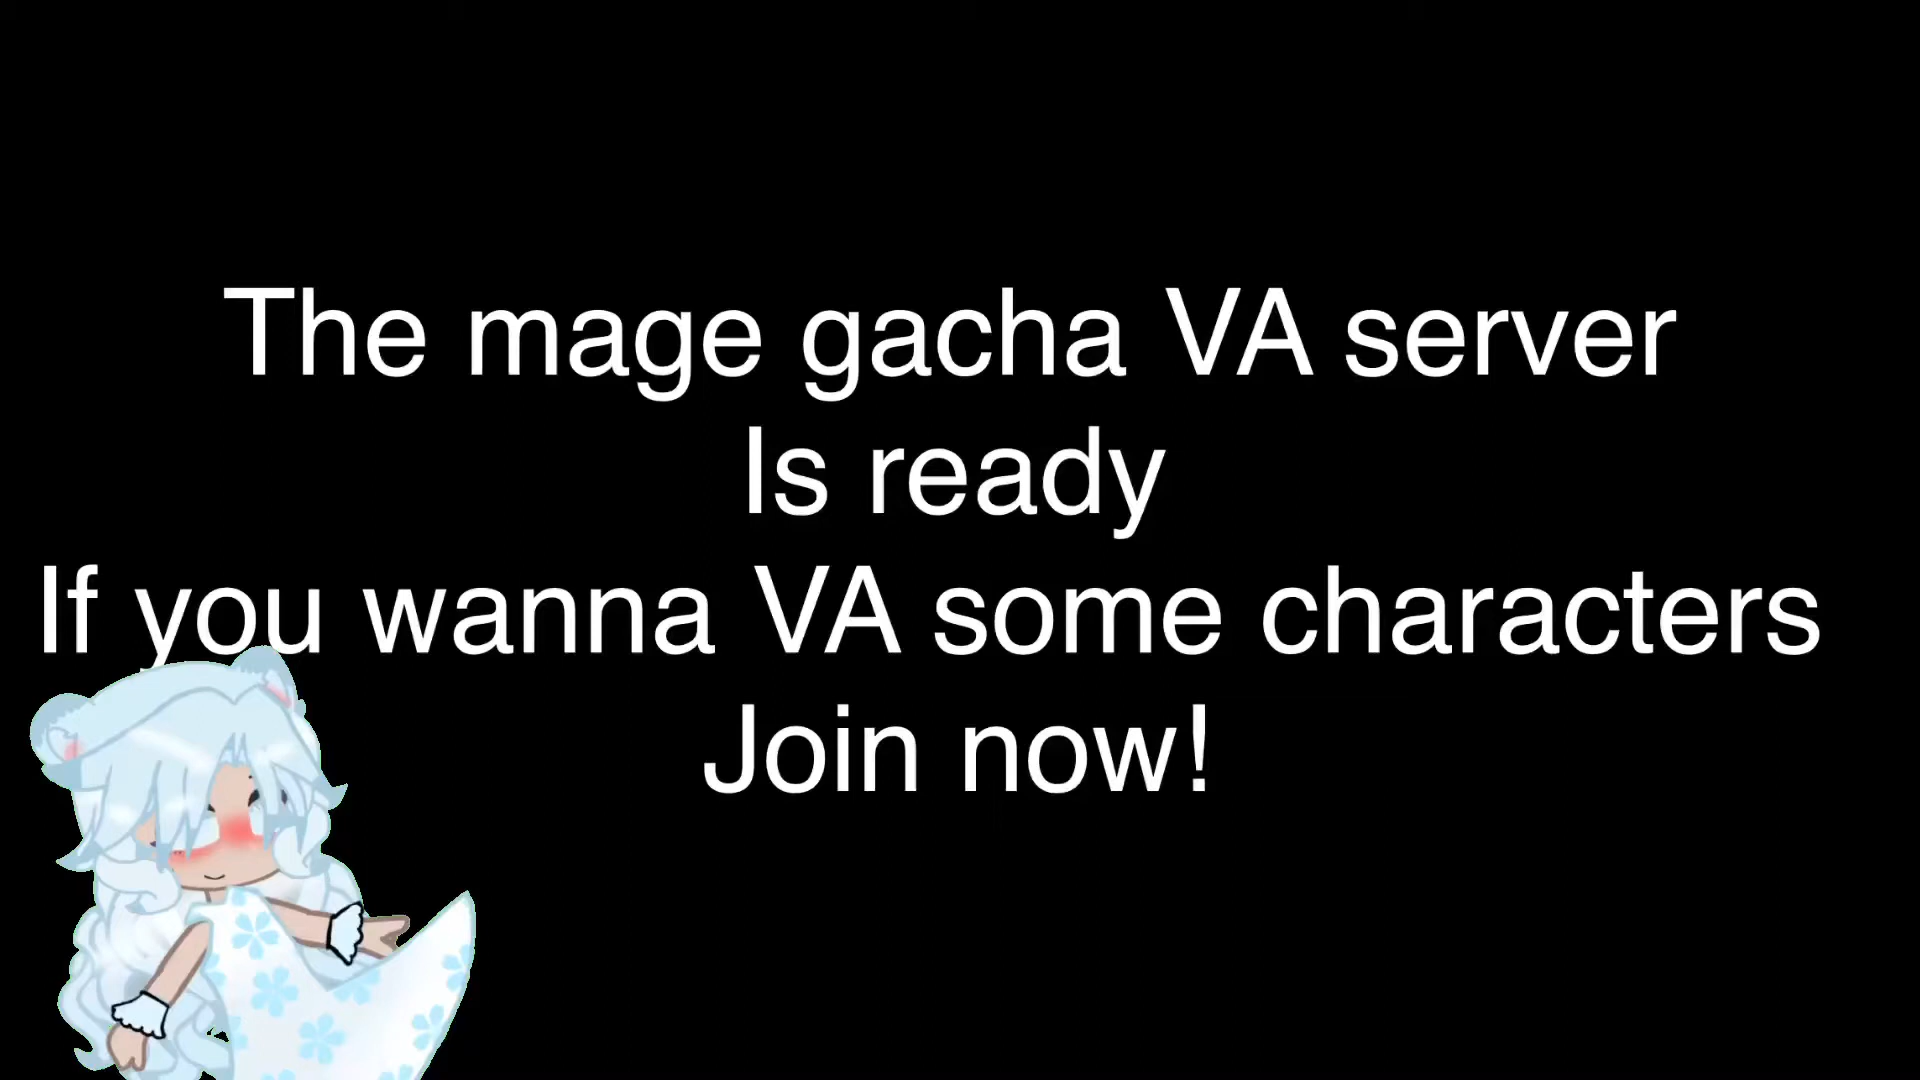 The mage gacha VA server
Is ready
If you wanna VA some characters
Join now!